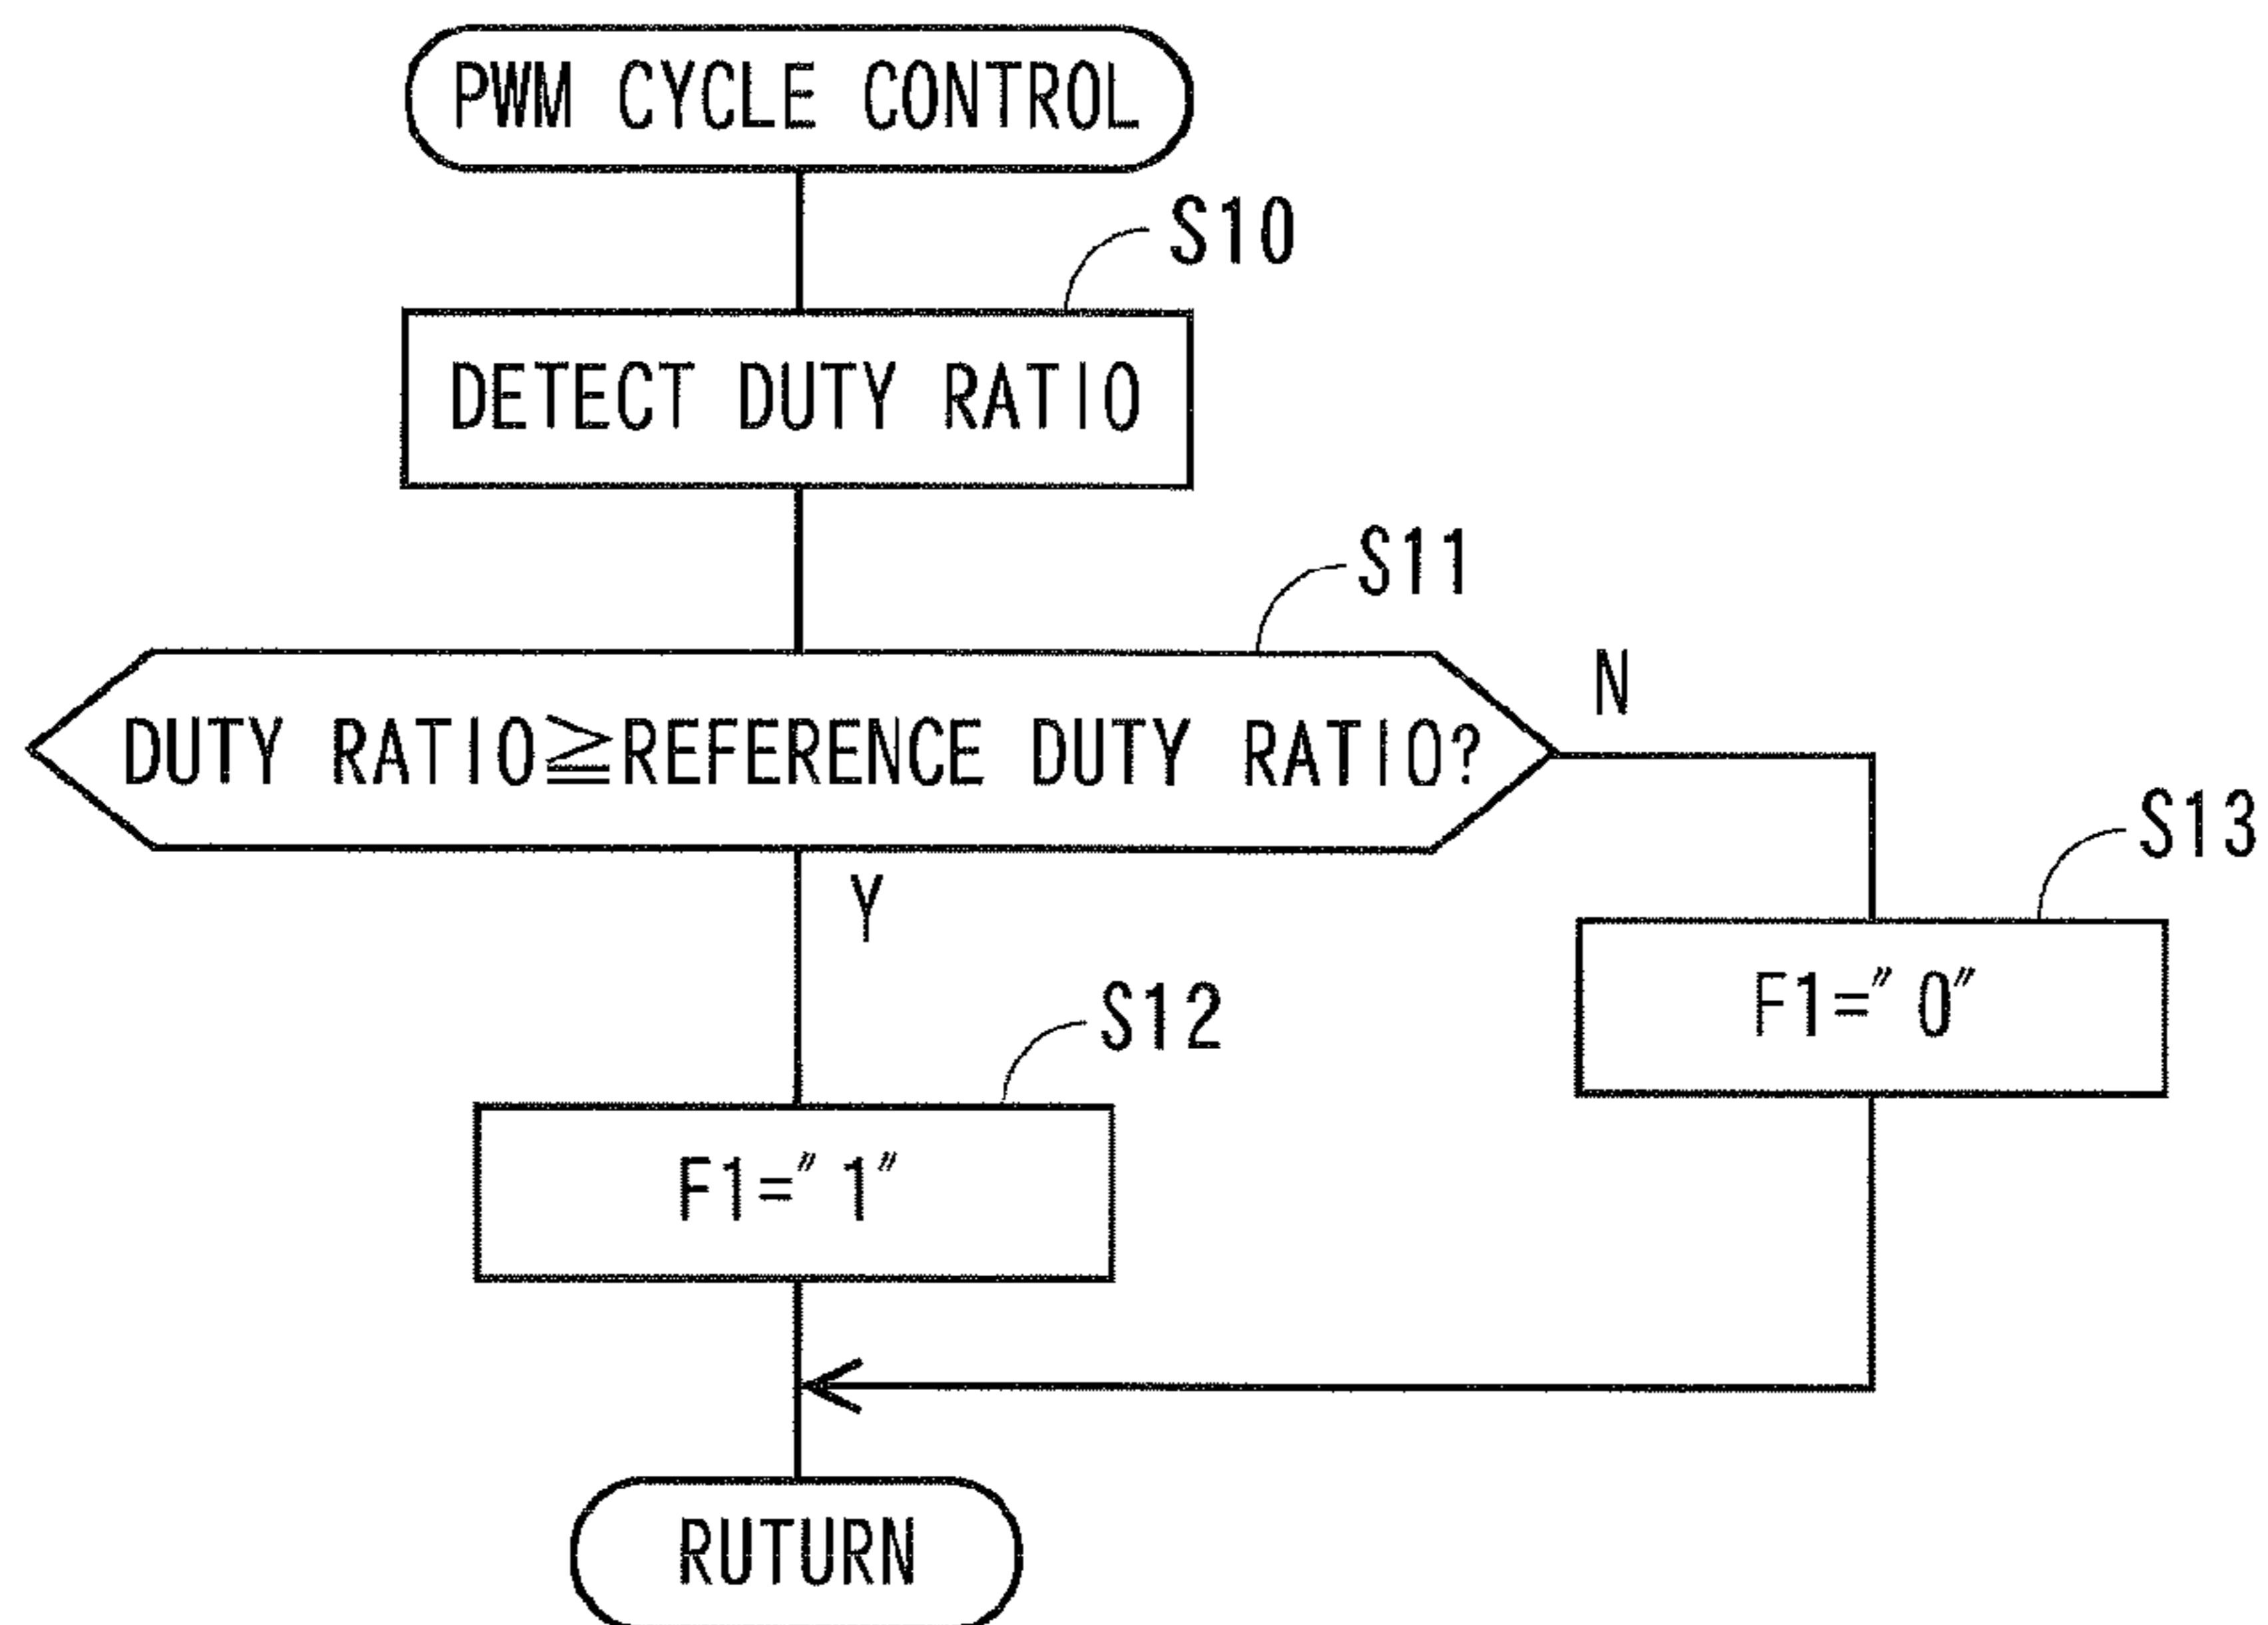 PWM CYCLE CONTROL
S10
DETECT DUTY RATIO
S11
DUTY RATIO≧REFERENCE DUTY RATIO?
N
Y
S13
F1="0"
S12
F1="1"
RUTURN